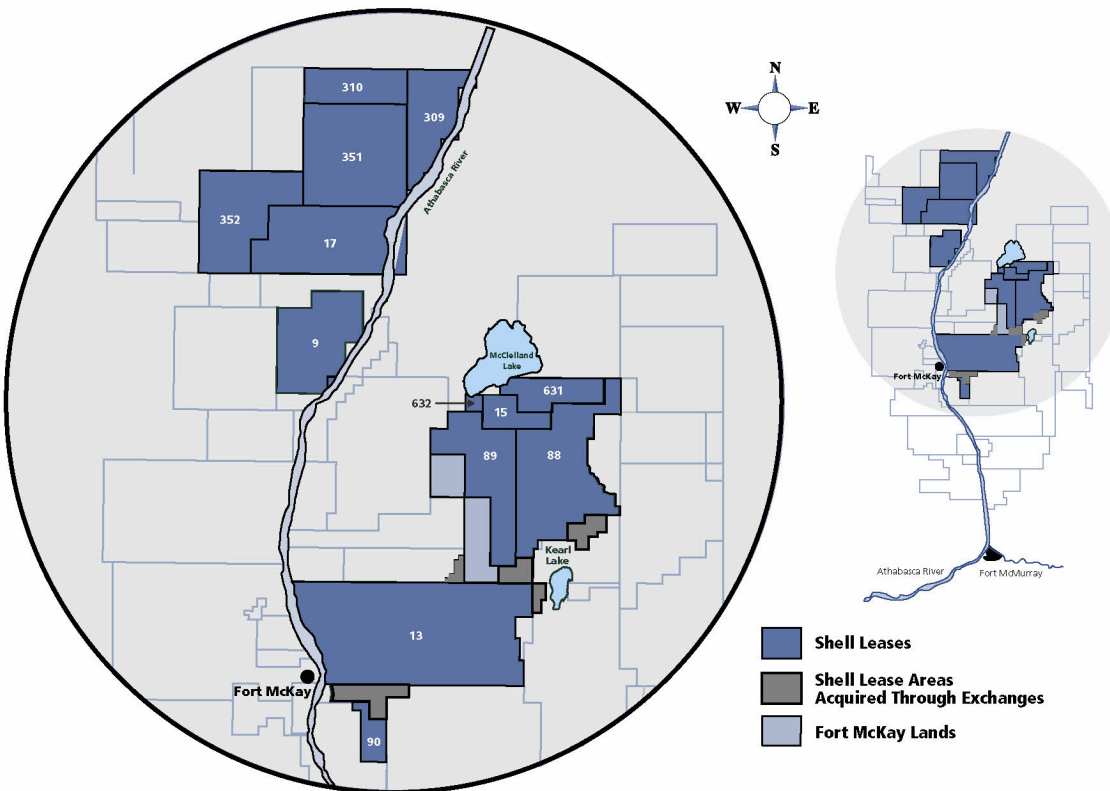 310
309
351
352
17
Athabasca River
9
McClelland
Lake
632
631
15
89
88
Kearl
Lake
13
Fort McKay
90
N
W
E
S
Fort McKay
Athabasca River
Fort McMurray
Shell Leases
Shell Lease Areas
Acquired Through Exchanges
Fort McKay Lands